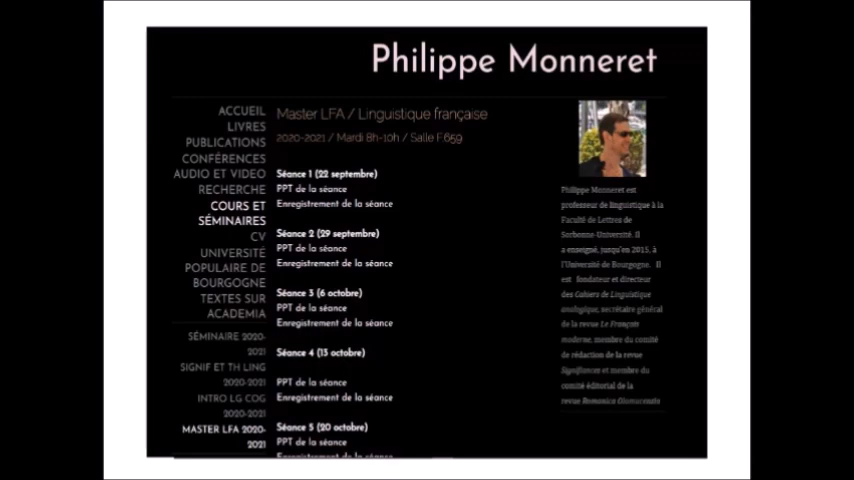 Philippe Monneret
ACCUEIL
LIVRES
PUBLICATIONS
CONFÉRENCES
AUDIO ET VIDEO
RECHERCHE
COURS ET
SÉMINAIRES
CV
UNIVERSITÉ
POPULAIRE DE
BOURGOGNE
TEXTES SUR
ACADEMIA
SÉMINAIRE 2020-
2021
SIGNIF ET TH LING
2020-2021
INTRO LG COG
2020-2021
MASTER LFA 2020-
2021
Master LFA / Linguistique française
2020-2021 / Mardi 8h-10h / Salle F659
Séance 1 (22 septembre)
PPT de la séance
Enregistrement de la séance
Séance 2 (29 septembre)
PPT de la séance
Enregistrement de la séance
Séance 3 (6 octobre)
PPT de la séance
Enregistrement de la séance
Séance 4 (13 octobre)
PPT de la séance
Enregistrement de la séance
Séance 5 (20 octobre)
PPT de la séance
Enregistrement de la séance
Philippe Monneret est
professeur de linguistique à la
Faculté de Lettres de
Sorbonne-Université. Il
a enseigné, jusqu'en 2015, à
l'Université de Bourgogne. Il
est fondateur et directeur
des Cahiers de Linguistique
analogique, secrétaire général
de la revue Le Français
moderne, membre du comité
de rédaction de la revue
Significances et membre du
comité éditorial de la
revue Romanica Olomucensia